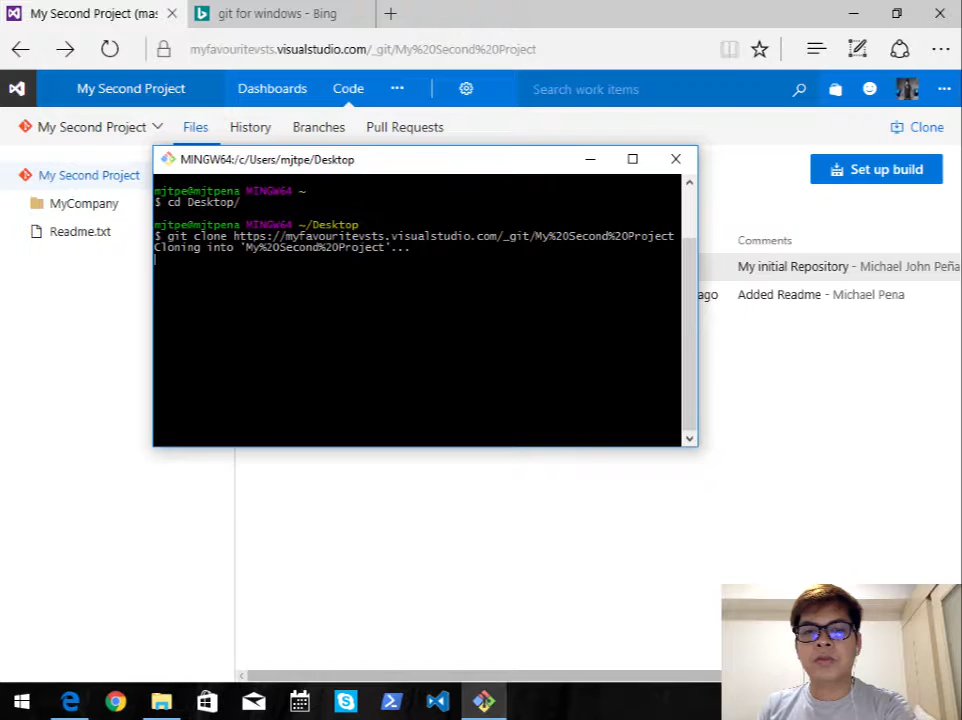 My Second Project (mas
git for windows - Bing
myfavouritevsts.visualstudio.com/_git/My%20Second%20Project
My Second Project
Dashboards
Code
Search work items
My Second Project
Files
History
Branches
Pull Requests
Clone
MINGW64:/c/Users/mjtpe/Desktop
My Second Project
Set up build
mjtpe@mjtpena MINGW64 ~
$ cd Desktop/
MyCompany
mjtpe@mjtpena MINGW64 ~/Desktop
$ git clone https://myfavouritevsts.visualstudio.com/_git/My%20Second%20Project
Cloning into 'My%20Second%20Project'...
Readme.txt
Comments
My initial Repository - Michael John Peña
ago
Added Readme - Michael Pena